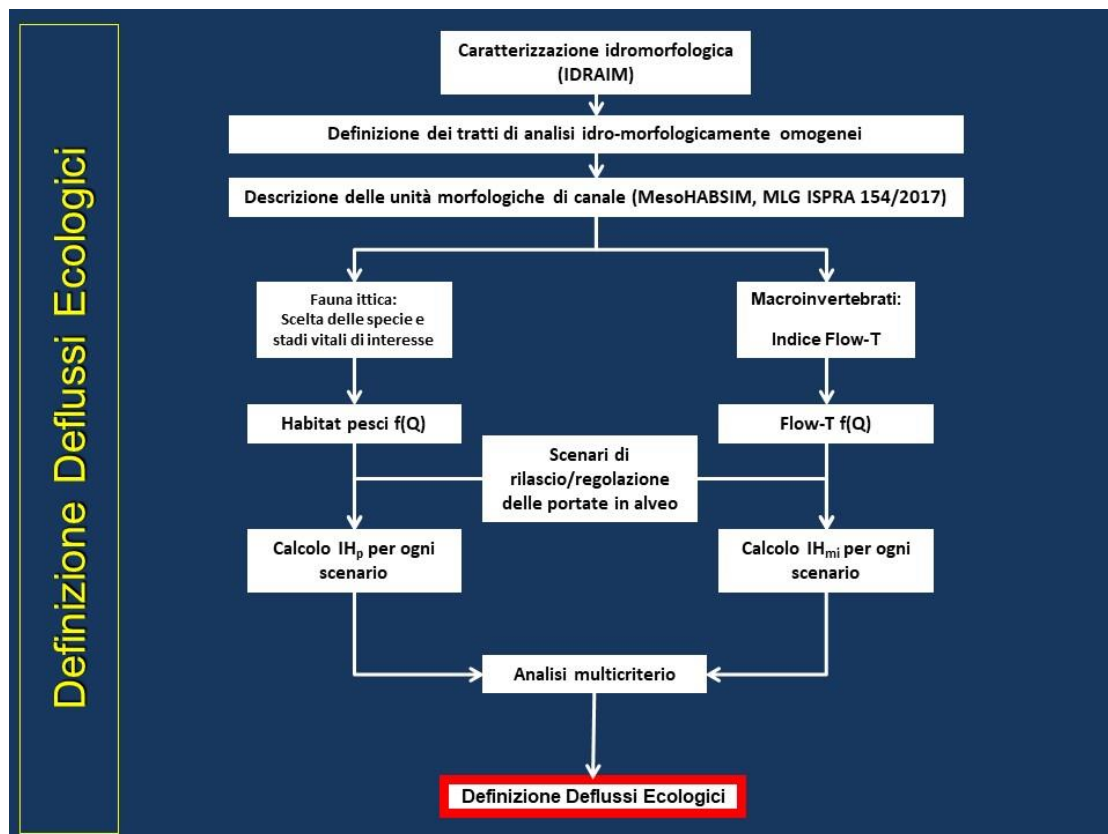 Definizione Deflussi Ecologici
Caratterizzazione idromorfologica
(IDRAIM)
Definizione dei tratti di analisi idro-morfologicamente omogenei
Descrizione delle unità morfologiche di canale (MesoHABSIM, MLG ISPRA 154/2017)
Fauna ittica:
Scelta delle specie e
stadi vitali di interesse
Macroinvertebrati:
Indice Flow-T
Habitat pesci f(Q)
Flow-T f(Q)
Scenari di
rilascio/regolazione
delle portate in alveo
Calcolo IHp per ogni
scenario
Calcolo IHmi per ogni
scenario
Analisi multicriterio
Definizione Deflussi Ecologici